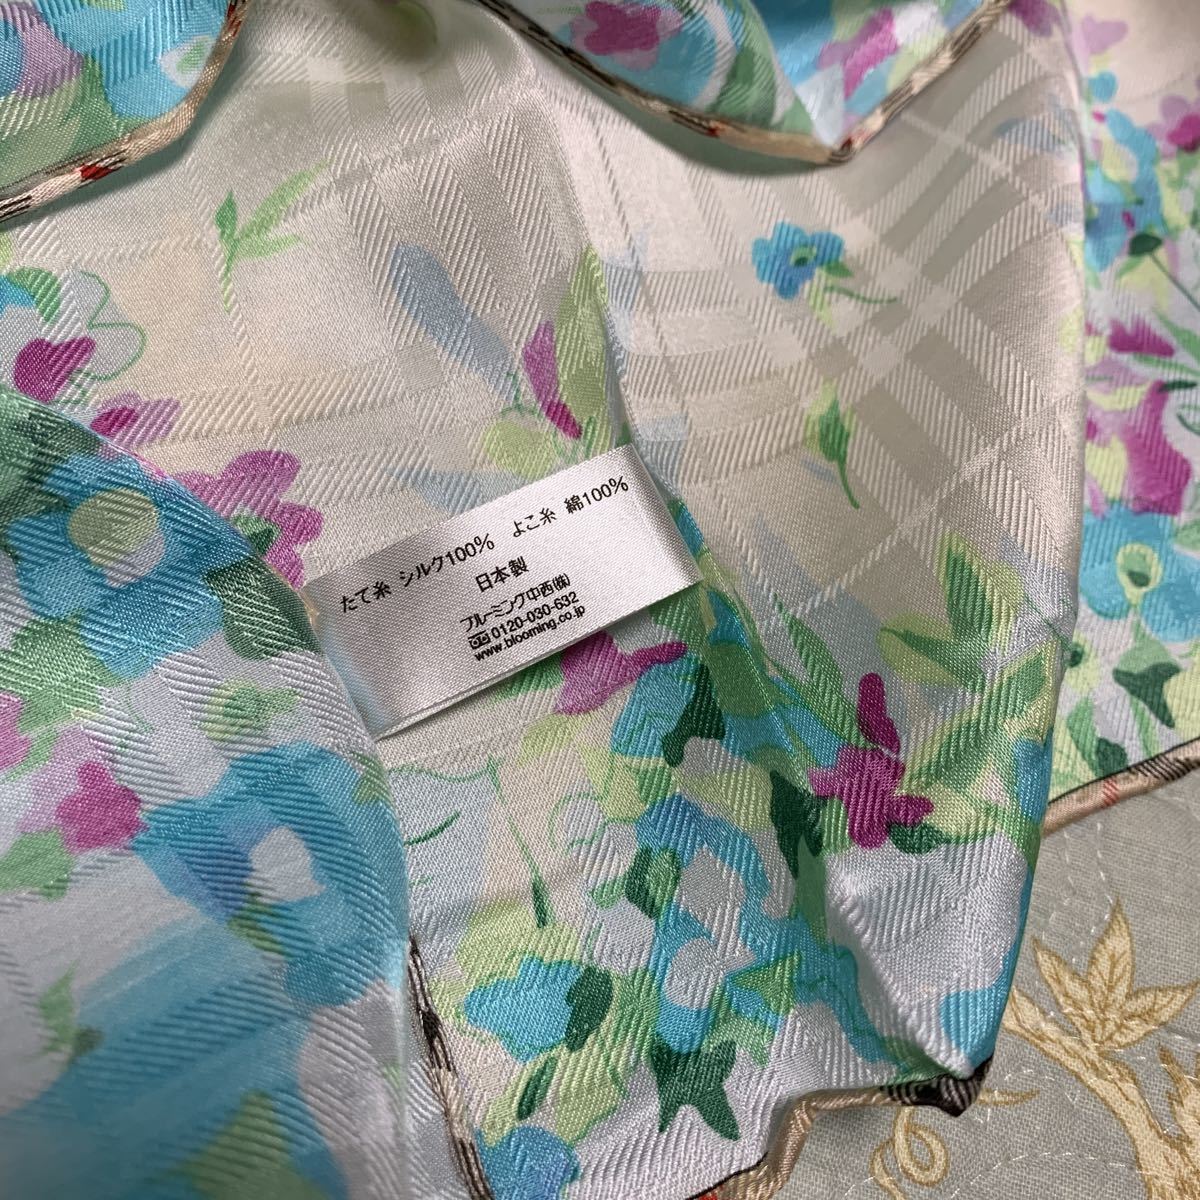 たて糸 シルク100% よこ糸 綿100%
日本製
ブルーミング中西(株)
0120-030-632
www.blooming.co.jp